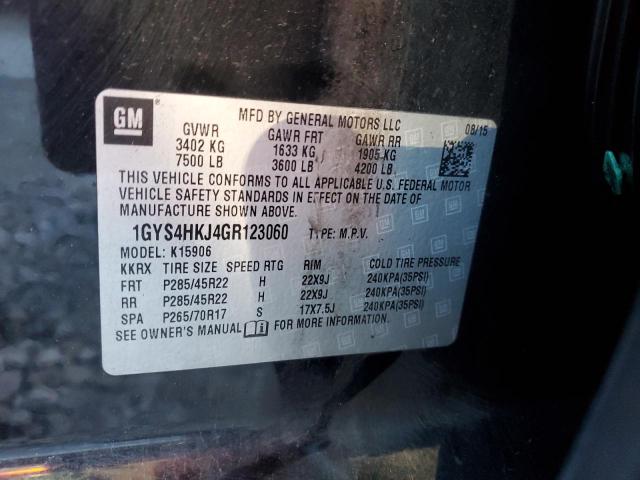 GM
MFD BY GENERAL MOTORS LLC 08/15
GVWR GAWR FRT GAWR RR
3402 KG 1633 KG 1905 KG
7500 LB 3600 LB 4200 LB
THIS VEHICLE CONFORMS TO ALL APPLICABLE U.S. FEDERAL MOTOR
VEHICLE SAFETY STANDARDS IN EFFECT ON THE DATE OF
MANUFACTURE SHOWN ABOVE.
1GYS4HKJ4GR123060 TYPE: M.P.V.
MODEL: K15906
KKRX TIRE SIZE SPEED RTG RIM COLD TIRE PRESSURE
FRT P285/45R22 H 22X9J 240KPA(35PSI)
RR P285/45R22 H 22X9J 240KPA(35PSI)
SPA P265/70R17 S 17X7.5J 240KPA(35PSI)
SEE OWNER'S MANUAL FOR MORE INFORMATION.